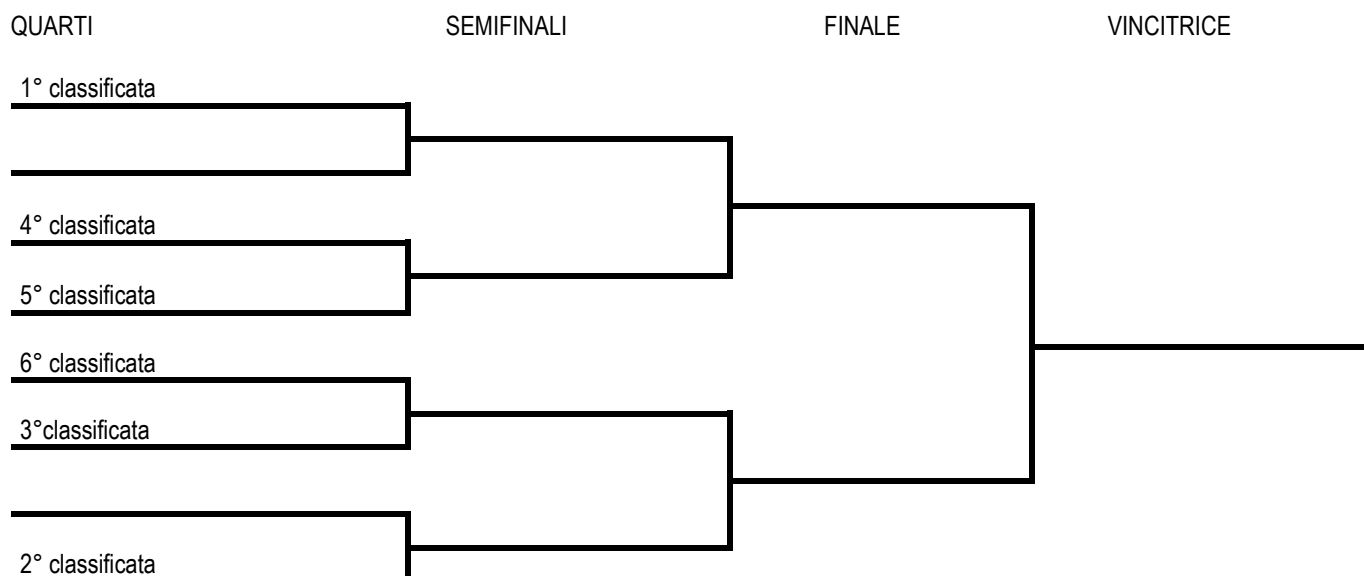 QUARTI SEMIFINALI FINALE VINCITRICE
1° classificata
4° classificata
5° classificata
6° classificata
3°classificata
2° classificata